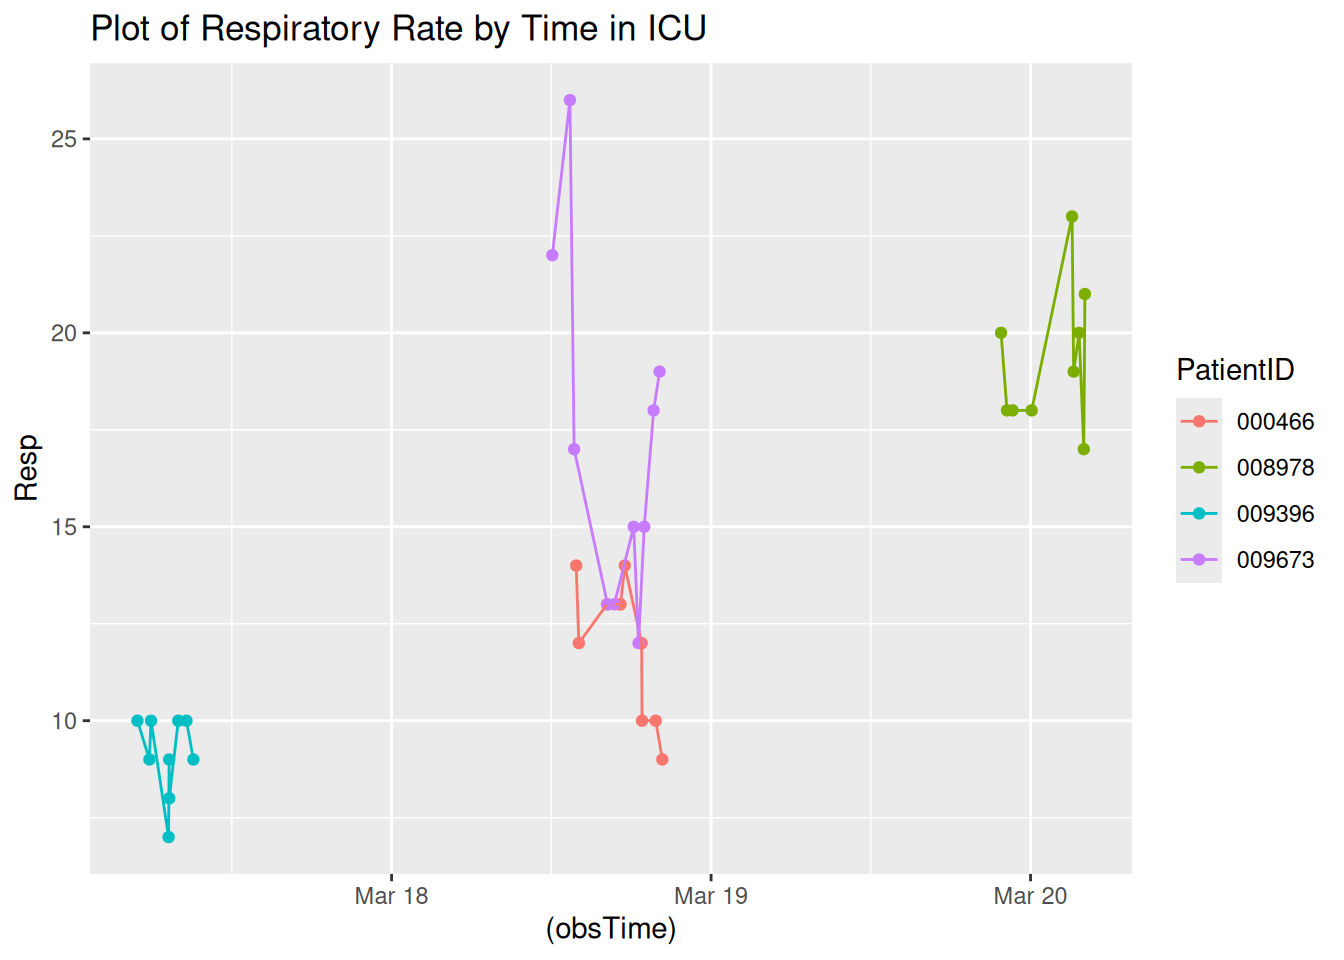 Plot of Respiratory Rate by Time in ICU
25
20
15
10
Resp
Mar 18
Mar 19
Mar 20
(obsTime)
PatientID
000466
008978
009396
009673